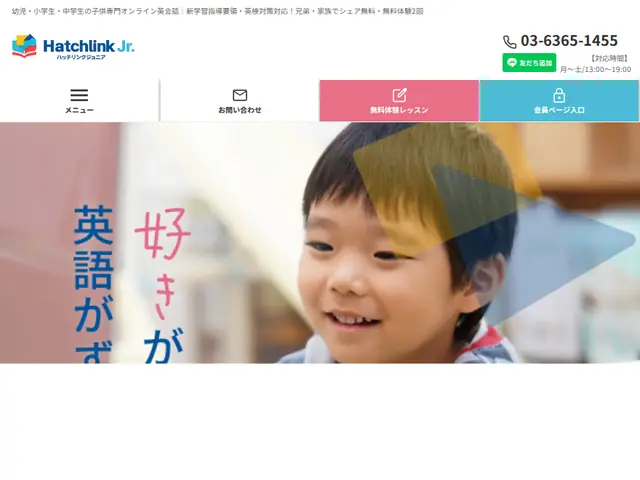 幼児・小学生・中学生の子供専門オンライン英会話｜新学習指導要領・英検対策対応！兄弟・家族でシェア無料・無料体験2回
Hatchlink Jr.
ハッチリンクジュニア
03-6365-1455
友だち追加
【対応時間】
月～土/13:00～19:00
メニュー
お問い合わせ
無料体験レッスン
会員ページ入口
好きが
英語がず